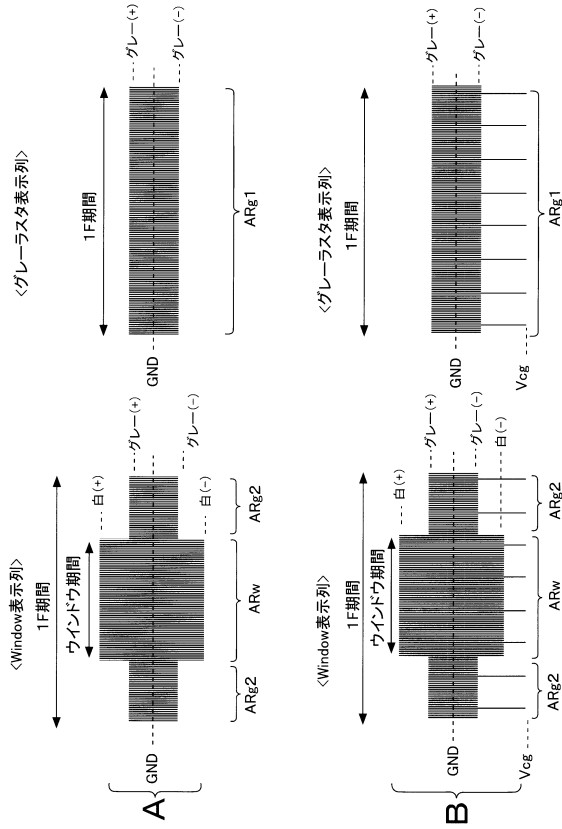 A
<Window表示列>
1F期間
ウインドウ期間
白(+)
グレー(+)
GND
グレー(-)
白(-)
ARg2
ARw
ARg2
<グレーラスタ表示列>
1F期間
グレー(+)
GND
グレー(-)
ARg1
B
<Window表示列>
1F期間
ウインドウ期間
白(+)
グレー(+)
GND
グレー(-)
白(-)
Vcg
ARg2
ARw
ARg2
<グレーラスタ表示列>
1F期間
グレー(+)
GND
グレー(-)
Vcg
ARg1